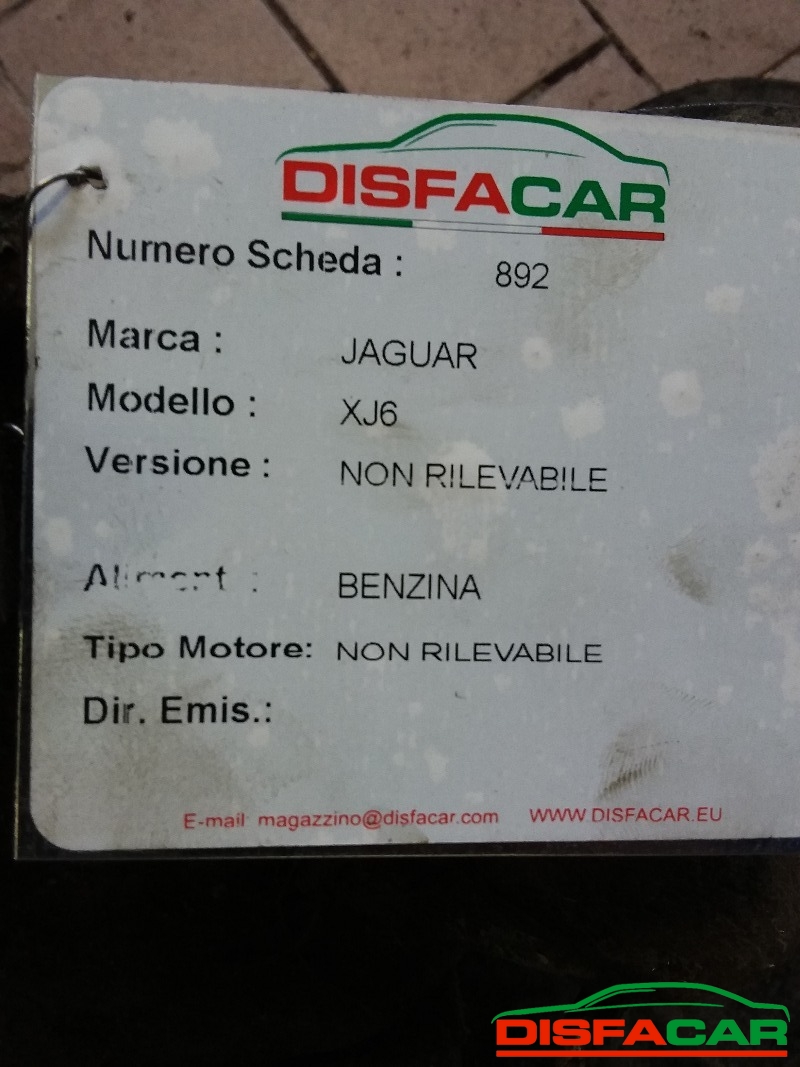 DISFACAR
Numero Scheda : 892
Marca : JAGUAR
Modello : XJ6
Versione : NON RILEVABILE
Aliment : BENZINA
Tipo Motore: NON RILEVABILE
Dir. Emis.:
E-mail magazzino@disfacar.com WWW.DISFACAR.EU
DISFACAR